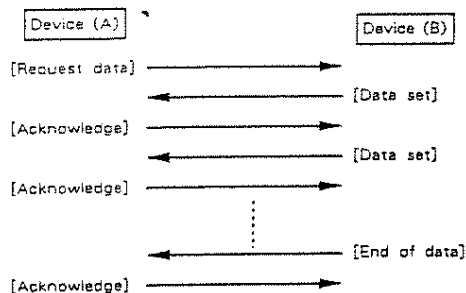 Device (A)
Device (B)
[Request data]
[Data set]
[Acknowledge]
[Data set]
[Acknowledge]
[End of data]
[Acknowledge]